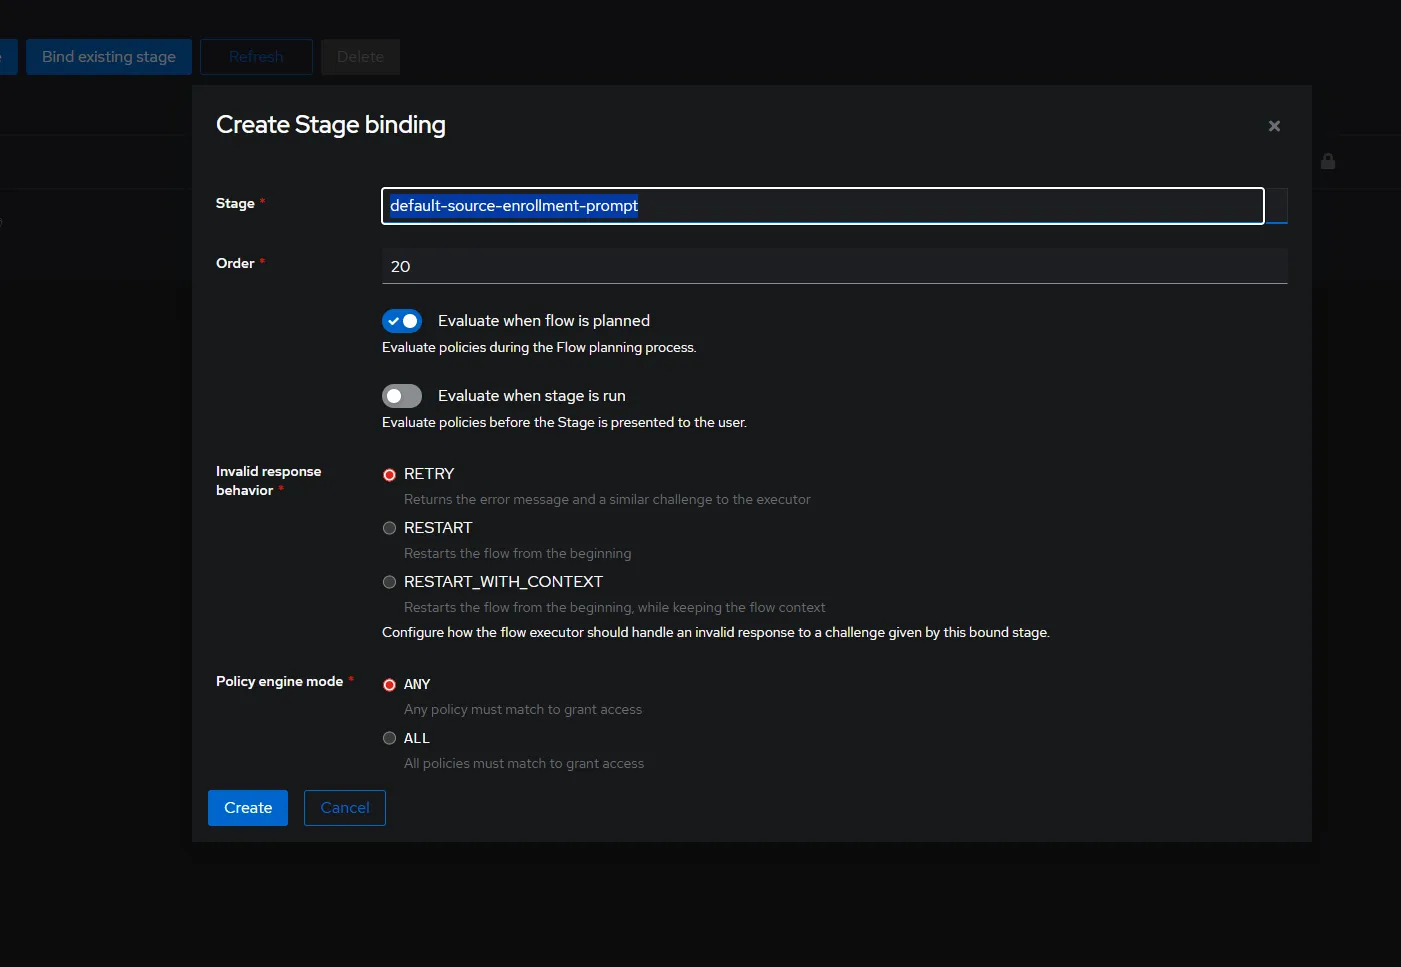 Bind existing stage
Refresh
Delete
Create Stage binding
Stage *
default-source-enrollment-prompt
Order *
20
Evaluate when flow is planned
Evaluate policies during the Flow planning process.
Evaluate when stage is run
Evaluate policies before the Stage is presented to the user.
Invalid response
behavior *
RETRY
Returns the error message and a similar challenge to the executor
RESTART
Restarts the flow from the beginning
RESTART_WITH_CONTEXT
Restarts the flow from the beginning, while keeping the flow context
Configure how the flow executor should handle an invalid response to a challenge given by this bound stage.
Policy engine mode *
ANY
Any policy must match to grant access
ALL
All policies must match to grant access
Create
Cancel